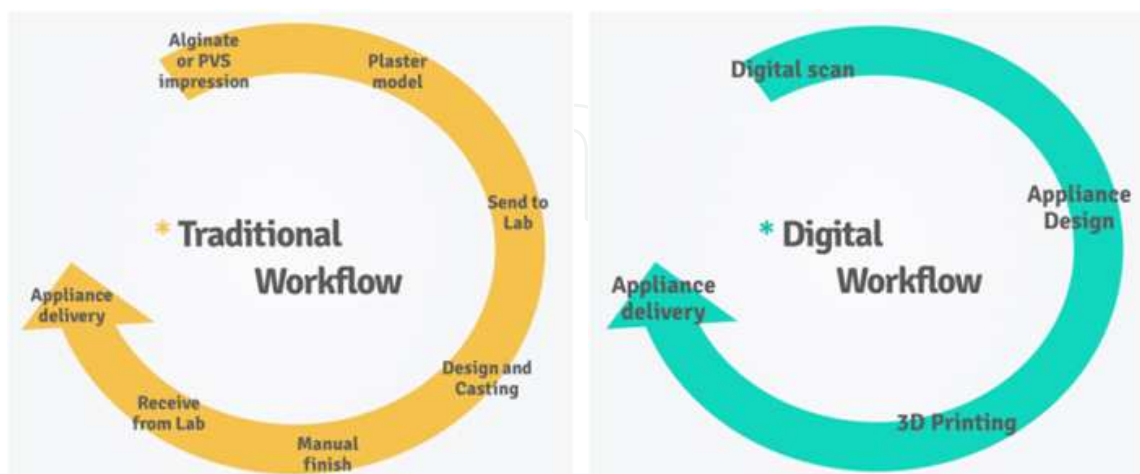 Alginate
or PVS
impression
Plaster
model
Send to
Lab
Design and
Casting
Manual
finish
Receive
from Lab
Appliance
delivery
* Traditional
Workflow
Digital scan
Appliance
Design
3D Printing
Appliance
delivery
* Digital
Workflow